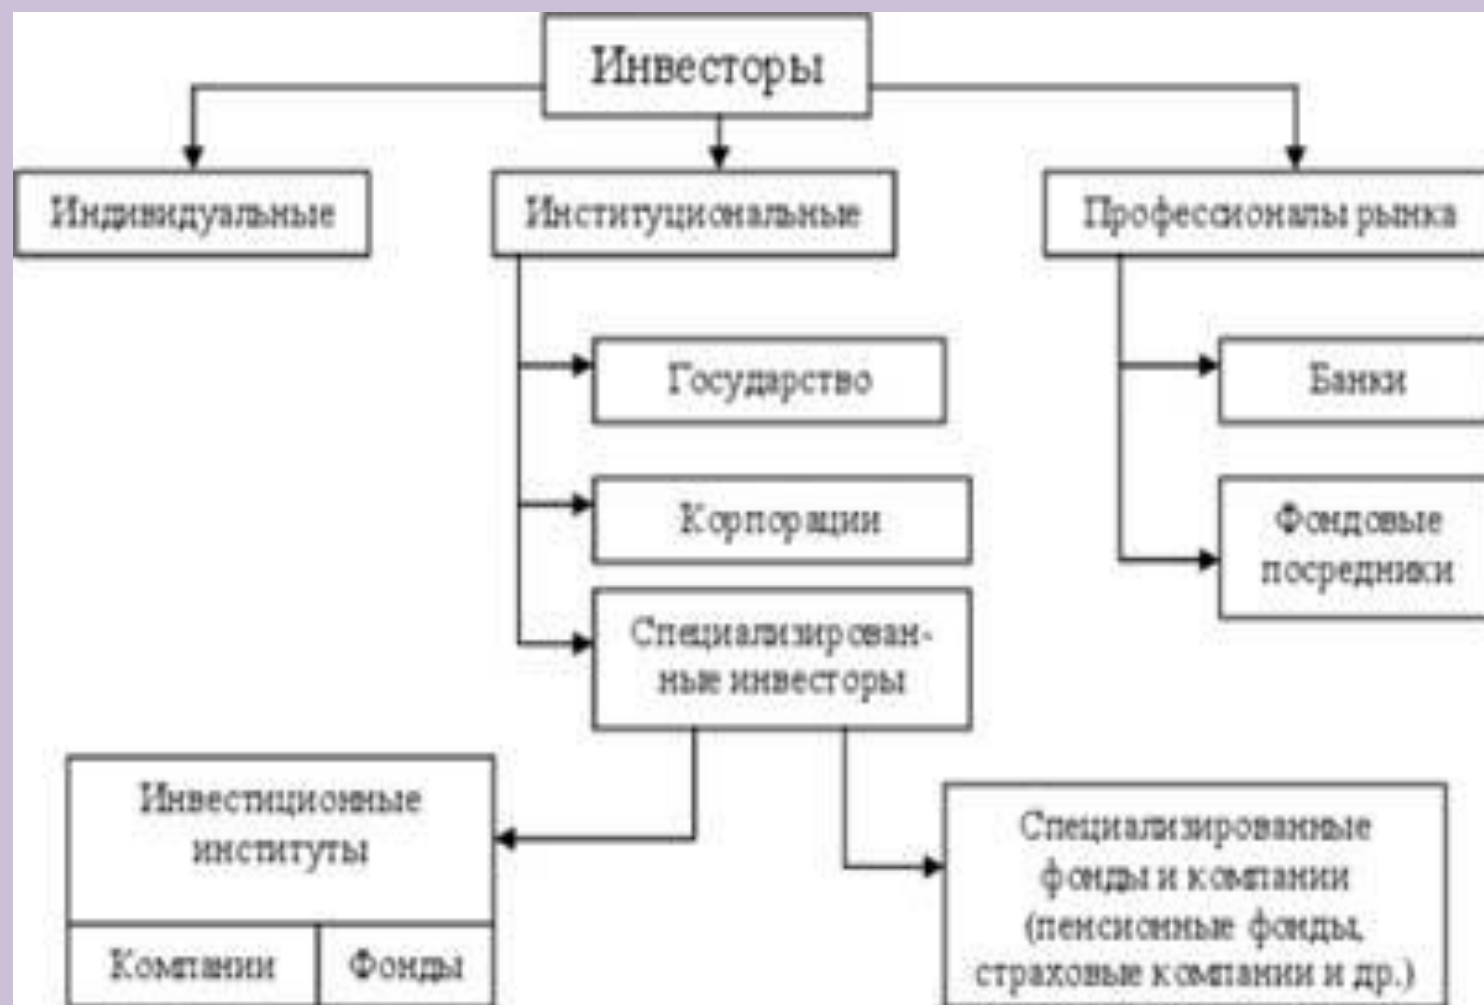 Инвесторы
Индивидуальные
Институциональные
Профессионалы рынка
Государство
Банки
Корпорации
Фондовые
посредники
Специализирован-
ные инвесторы
Инвестиционные
институты
Компании
Фонды
Специализированные
фонды и компании
(пенсионные фонды,
страховые компании и др.)